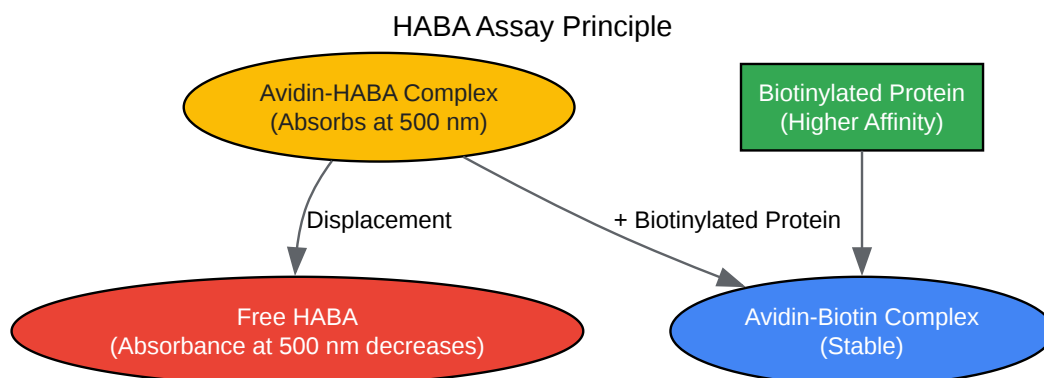 HABA Assay Principle
Avidin-HABA Complex
(Absorbs at 500 nm)
Biotinylated Protein
(Higher Affinity)
Displacement
+ Biotinylated Protein
Free HABA
(Absorbance at 500 nm decreases)
Avidin-Biotin Complex
(Stable)